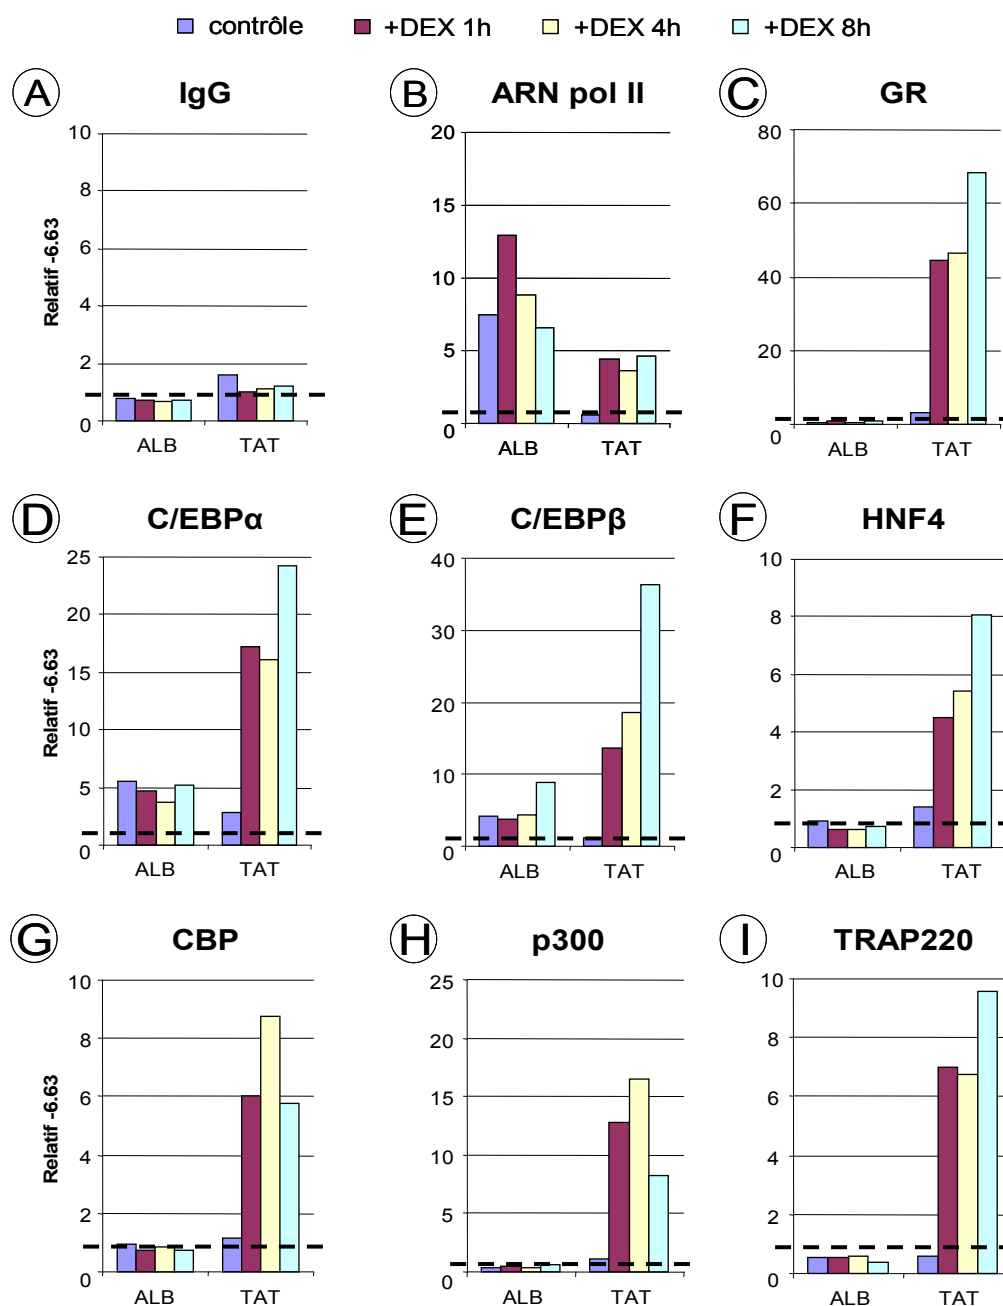 contrôle +DEX 1h +DEX 4h +DEX 8h
A IgG
10
8
6
4
2
0
Relatif -6.63
ALB TAT
B ARN pol II
20
15
10
5
0
ALB TAT
C GR
80
60
40
20
0
ALB TAT
D C/EBPα
25
20
15
10
5
0
Relatif -6.63
ALB TAT
E C/EBPβ
40
30
20
10
0
ALB TAT
F HNF4
10
8
6
4
2
0
ALB TAT
G CBP
10
8
6
4
2
0
Relatif -6.63
ALB TAT
H p300
25
20
15
10
5
0
ALB TAT
I TRAP220
10
8
6
4
2
0
ALB TAT